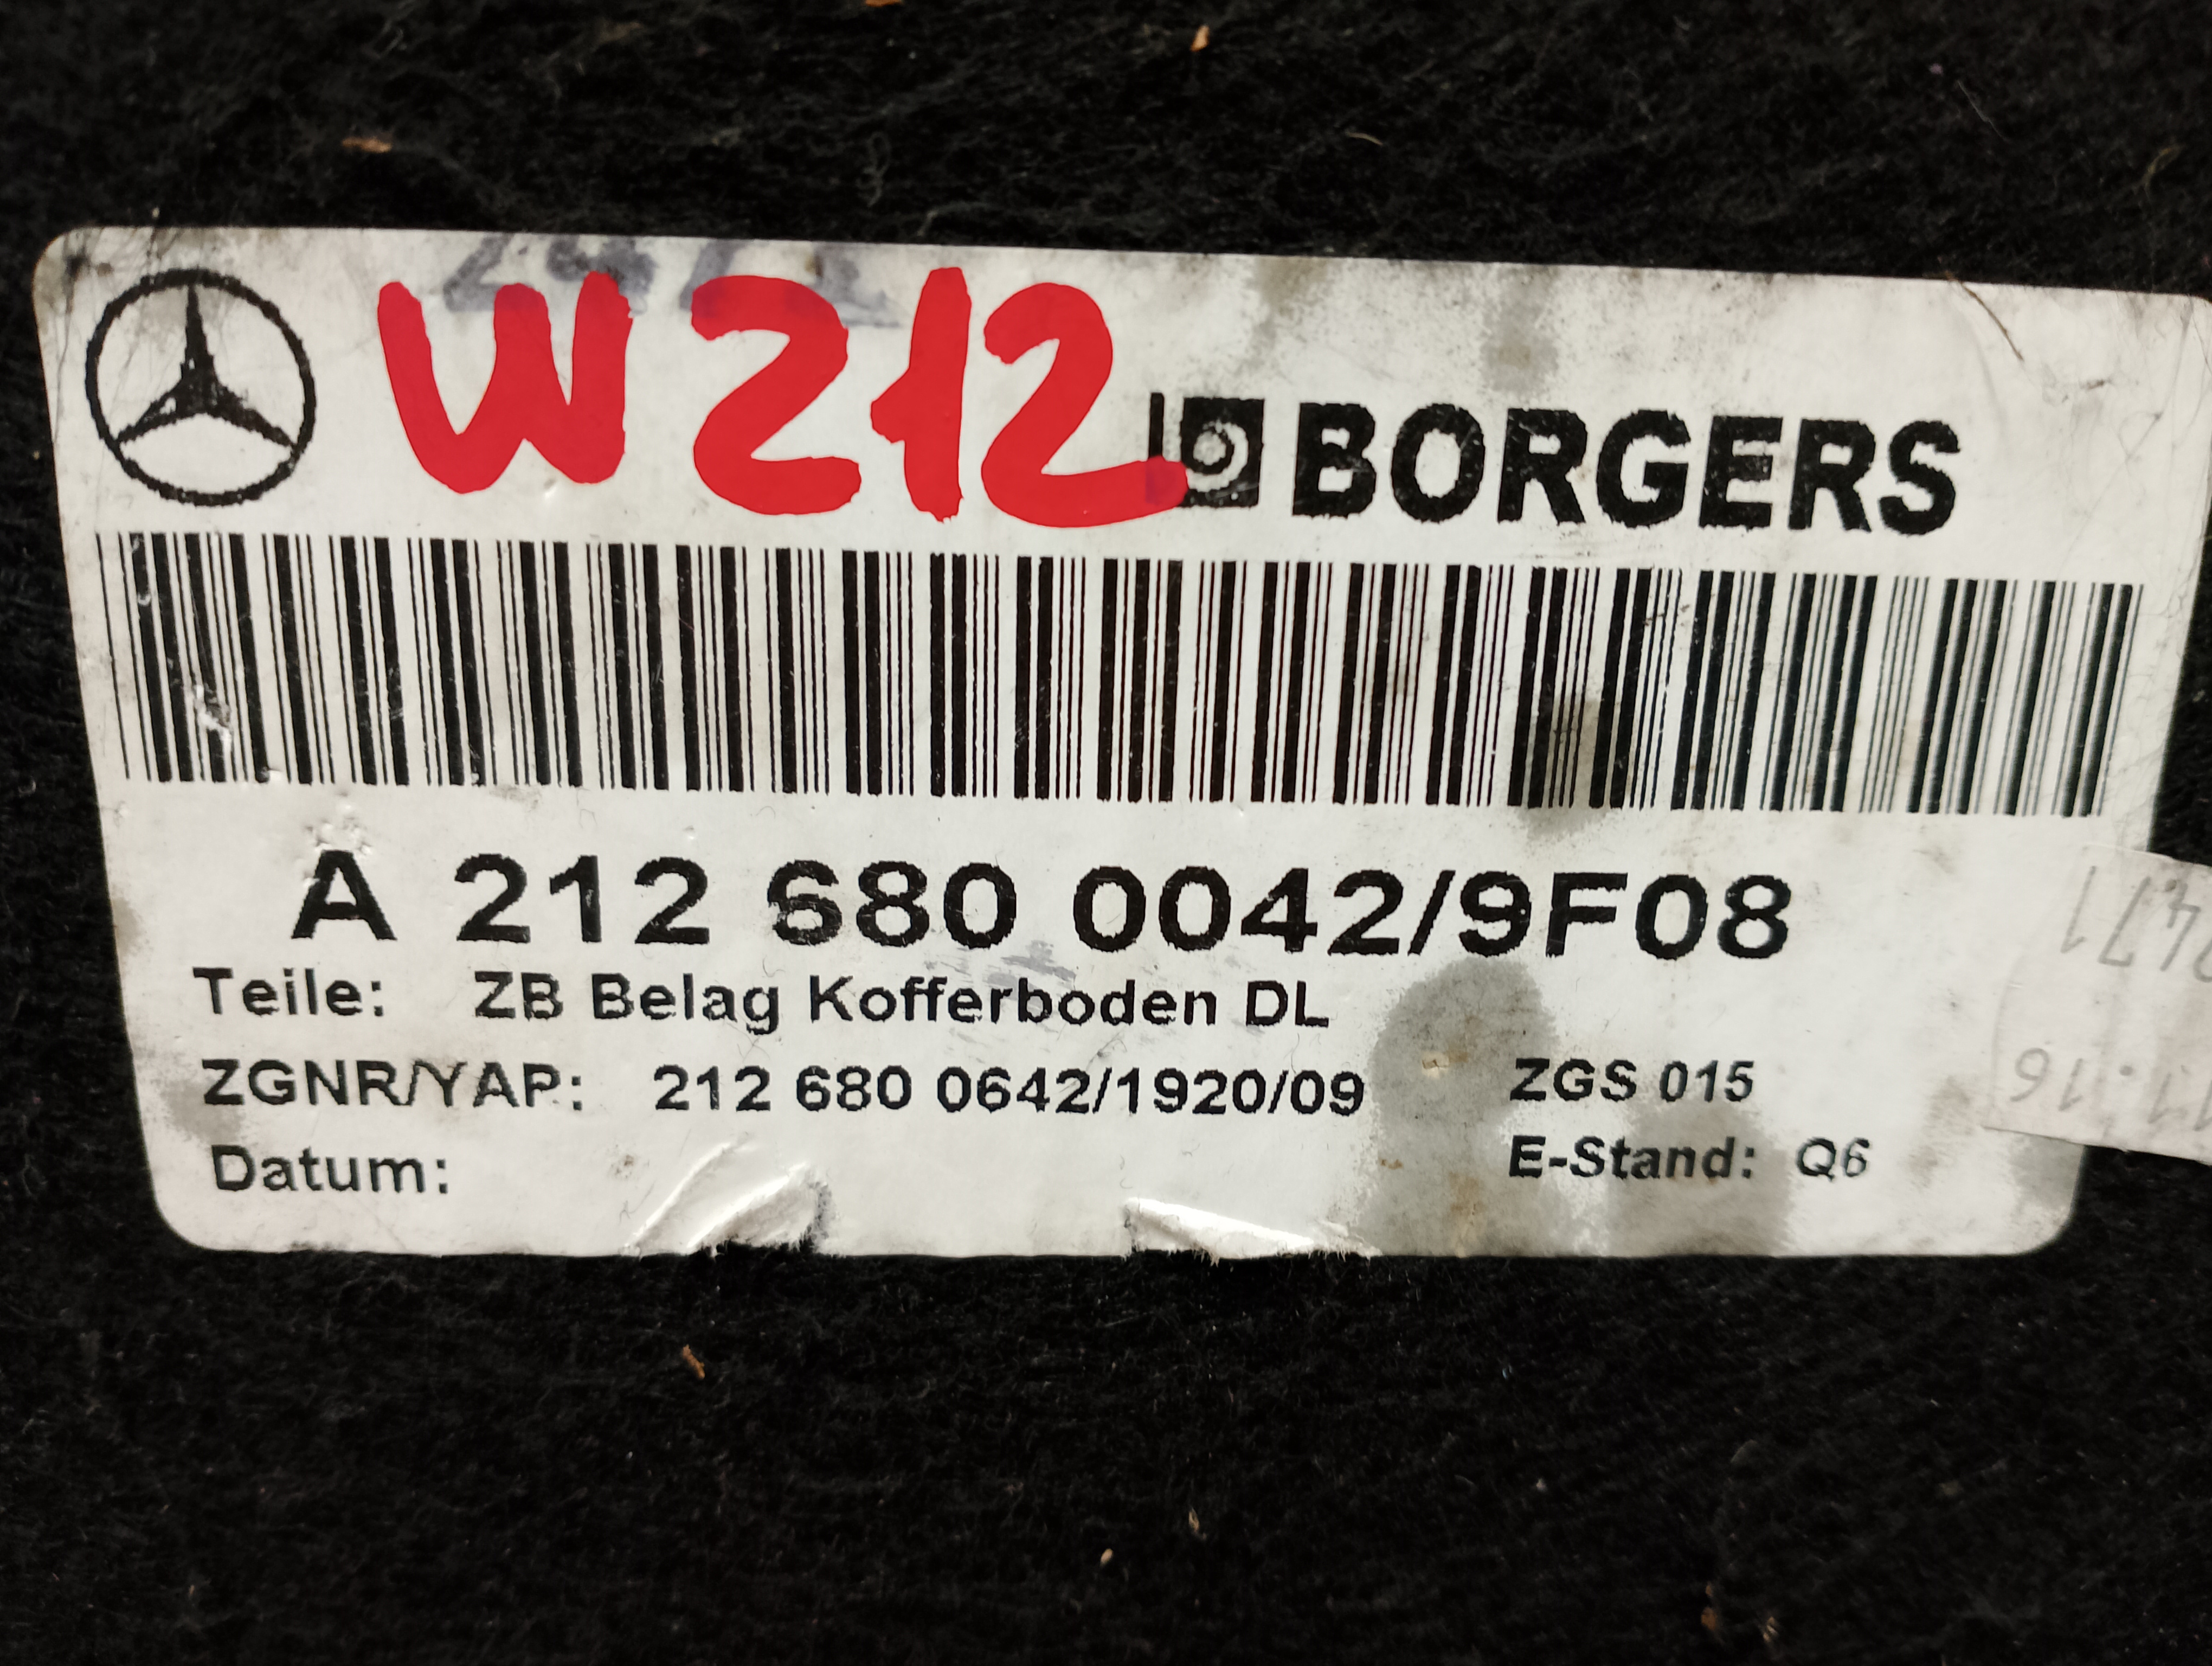 W212
BORGERS
A 212 680 0042/9F08
Teile: ZB Belag Kofferboden DL
ZGNR/YAP: 212 680 0642/1920/09 ZGS 015
Datum: E-Stand: Q6